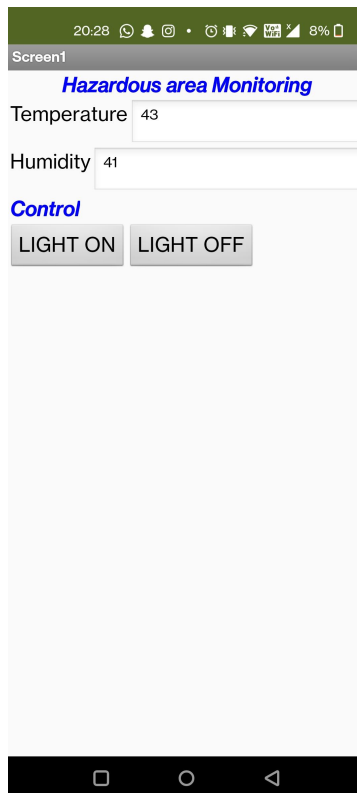 20:28 8%
Screen1
Hazardous area Monitoring
Temperature 43
Humidity 41
Control
LIGHT ON LIGHT OFF